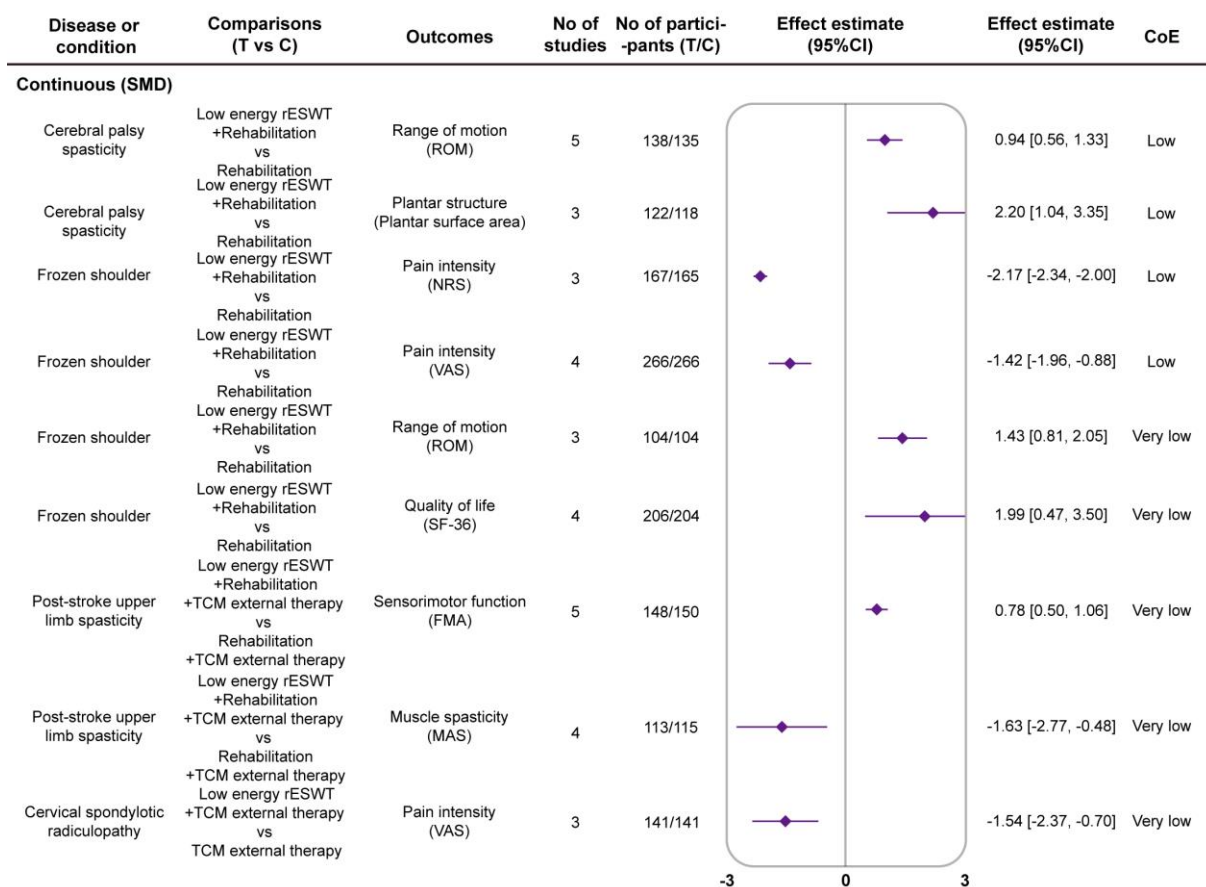 Disease or condition
Comparisons (T vs C)
Outcomes
No of studies
No of partici- -pants (T/C)
Effect estimate (95%CI)
Effect estimate (95%CI)
CoE
Continuous (SMD)
Cerebral palsy spasticity
Low energy rESWT +Rehabilitation vs Rehabilitation
Range of motion (ROM)
5
138/135
0.94 [0.56, 1.33]
Low
Cerebral palsy spasticity
Low energy rESWT +Rehabilitation vs Rehabilitation
Plantar structure (Plantar surface area)
3
122/118
2.20 [1.04, 3.35]
Low
Frozen shoulder
Low energy rESWT +Rehabilitation vs Rehabilitation
Pain intensity (NRS)
3
167/165
-2.17 [-2.34, -2.00]
Low
Frozen shoulder
Low energy rESWT +Rehabilitation vs Rehabilitation
Pain intensity (VAS)
4
266/266
-1.42 [-1.96, -0.88]
Low
Frozen shoulder
Low energy rESWT +Rehabilitation vs Rehabilitation
Range of motion (ROM)
3
104/104
1.43 [0.81, 2.05]
Very low
Frozen shoulder
Low energy rESWT +Rehabilitation vs Rehabilitation
Quality of life (SF-36)
4
206/204
1.99 [0.47, 3.50]
Very low
Post-stroke upper limb spasticity
Low energy rESWT +Rehabilitation +TCM external therapy vs Rehabilitation +TCM external therapy
Sensorimotor function (FMA)
5
148/150
0.78 [0.50, 1.06]
Very low
Post-stroke upper limb spasticity
Low energy rESWT +Rehabilitation +TCM external therapy vs Rehabilitation +TCM external therapy
Muscle spasticity (MAS)
4
113/115
-1.63 [-2.77, -0.48]
Very low
Cervical spondylotic radiculopathy
Low energy rESWT +TCM external therapy vs TCM external therapy
Pain intensity (VAS)
3
141/141
-1.54 [-2.37, -0.70]
Very low
-3 0 3